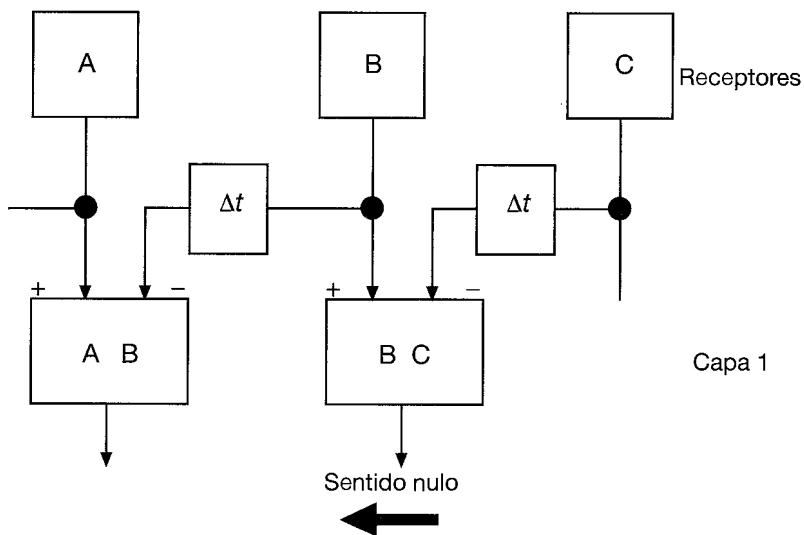 A
B
C
Receptores
Δt
Δt
+
−
+
−
A B
B C
Capa 1
Sentido nulo